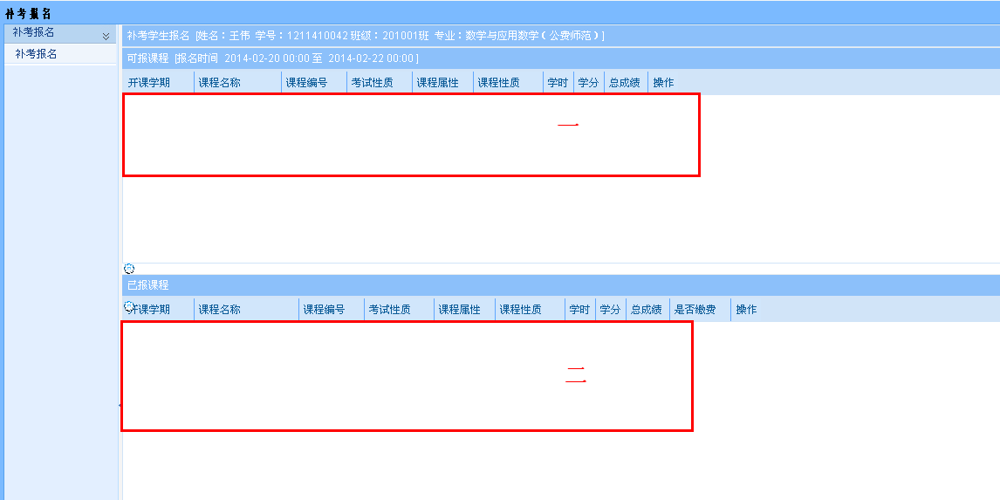 补考报名
补考报名
补考报名
补考学生报名 [姓名：王伟 学号：1211410042 班级：201001班 专业：数学与应用数学（公费师范）]
可报课程 [报名时间 2014-02-20 00:00 至 2014-02-22 00:00 ]
开课学期 课程名称 课程编号 考试性质 课程属性 课程性质 学时 学分 总成绩 操作
一
已报课程
开课学期 课程名称 课程编号 考试性质 课程属性 课程性质 学时 学分 总成绩 是否缴费 操作
二